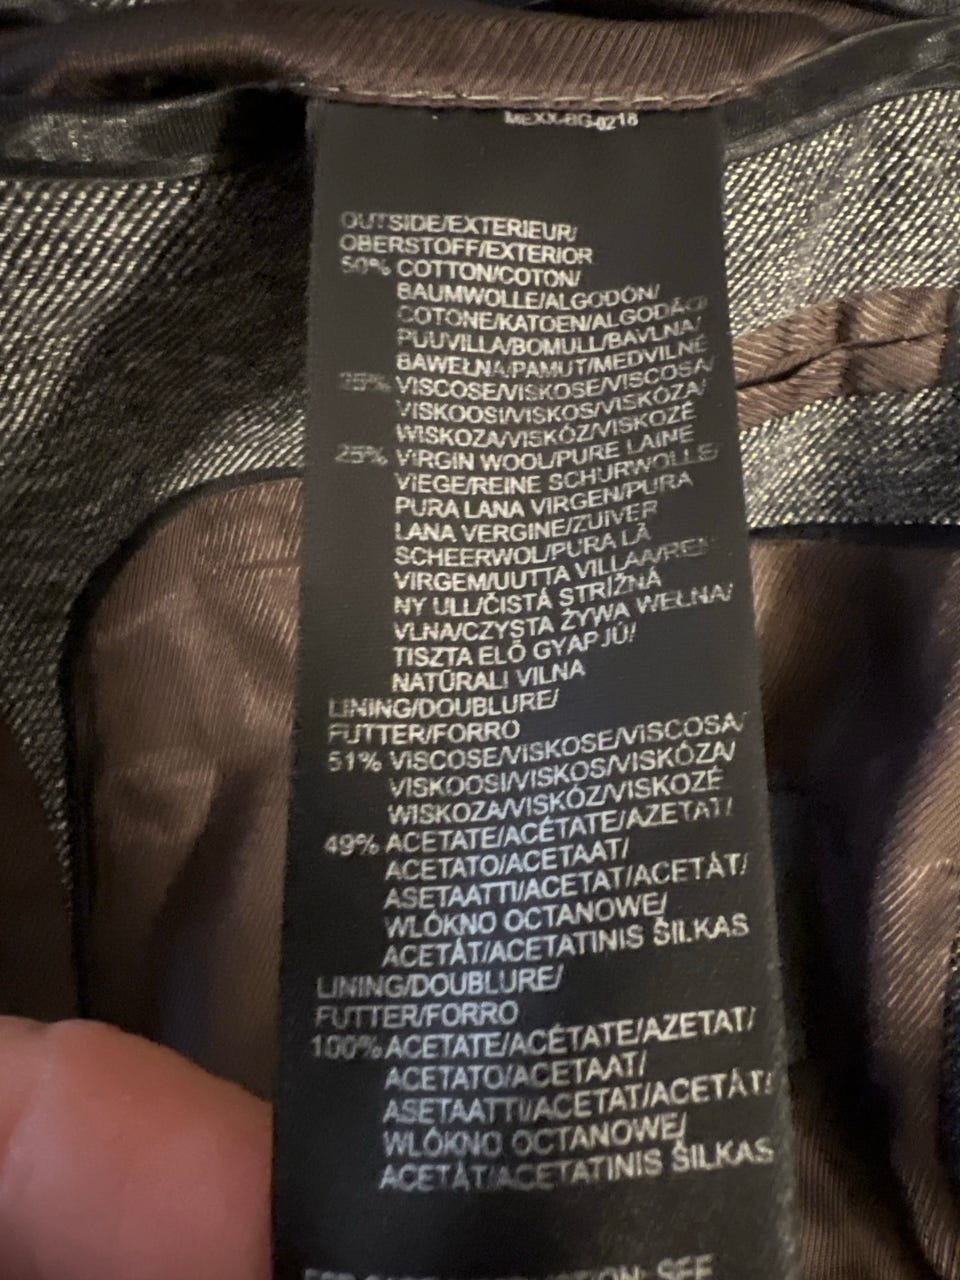 MEXX-BG-0218
OUTSIDE/EXTERIEUR/
OBERSTOFF/EXTERIOR
50% COTTON/COTON/
BAUMWOLLE/ALGODÓN/
COTONE/KATOEN/ALGODÃO/
PUUVILLA/BOMULL/BAVLNA/
BAWEŁNA/PAMUT/MEDVILNĖ
25% VISCOSE/VISKOSE/VISCOSA/
VISKOOSI/VISKOS/VISKÓZA/
WISKOZA/VISKÓZ/VISKOZĖ
25% VIRGIN WOOL/PURE LAINE
VIEGE/REINE SCHURWOLLE/
PURA LANA VIRGEN/PURA
LANA VERGINE/ZUIVER
SCHEERWOL/PURA LÃ
VIRGEM/UUTTA VILLAA/REN
NY ULL/ČISTÁ STRIŽNÁ
VLNA/CZYSTA ŻYWA WEŁNA/
TISZTA ELŐ GYAPJÚ/
NATŪRALI VILNA
LINING/DOUBLURE/
FUTTER/FORRO
51% VISCOSE/VISKOSE/VISCOSA/
VISKOOSI/VISKOS/VISKÓZA/
WISKOZA/VISKÓZ/VISKOZĖ
49% ACETATE/ACÉTATE/AZETAT/
ACETATO/ACETAAT/
ASETAATTI/ACETAT/ACETÁT/
WŁÓKNO OCTANOWE/
ACETÁT/ACETATINIS ŠILKAS
LINING/DOUBLURE/
FUTTER/FORRO
100% ACETATE/ACÉTATE/AZETAT/
ACETATO/ACETAAT/
ASETAATTI/ACETAT/ACETÁT/
WŁÓKNO OCTANOWE/
ACETÁT/ACETATINIS ŠILKAS
SEE